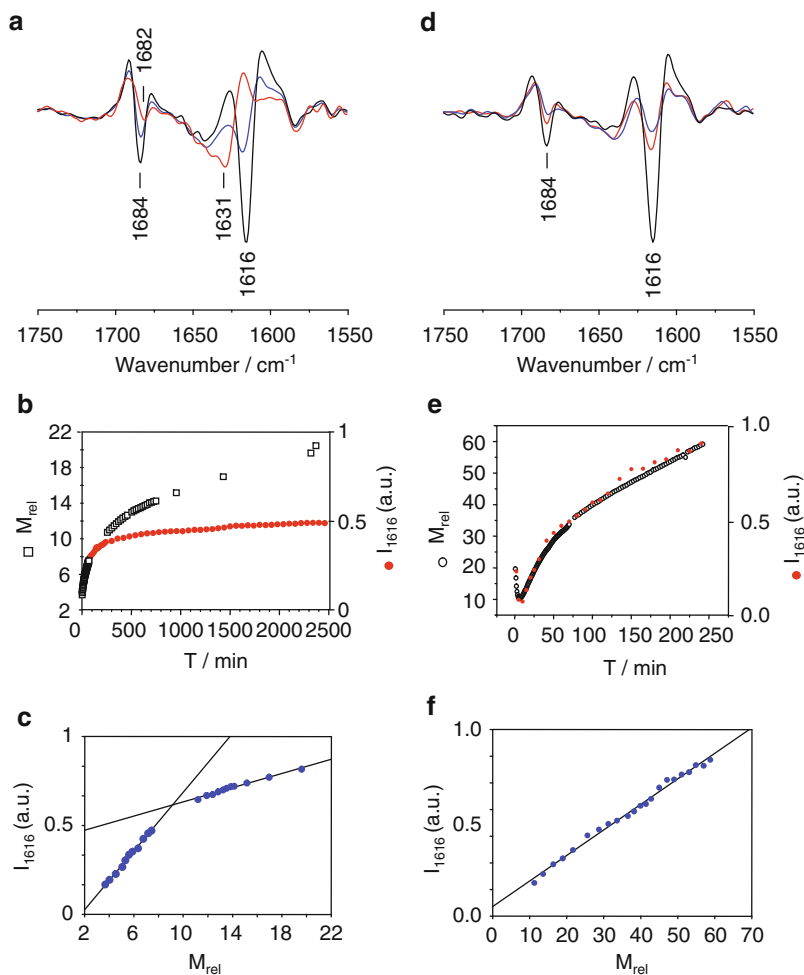 a
1682
1684
1631
1616
1750 1700 1650 1600 1550
Wavenumber / cm-1
d
1684
1616
1750 1700 1650 1600 1550
Wavenumber / cm-1
b
22
18
14
10
6
2
Mrel
1
0.5
0
I1616 (a.u.)
0 500 1000 1500 2000 2500
T / min
e
60
50
40
30
20
10
Mrel
1.0
0.5
0.0
I1616 (a.u.)
0 50 100 150 200 250
T / min
c
1
0.5
0
I1616 (a.u.)
2 6 10 14 18 22
Mrel
f
1.0
0.5
0.0
I1616 (a.u.)
0 10 20 30 40 50 60 70
Mrel